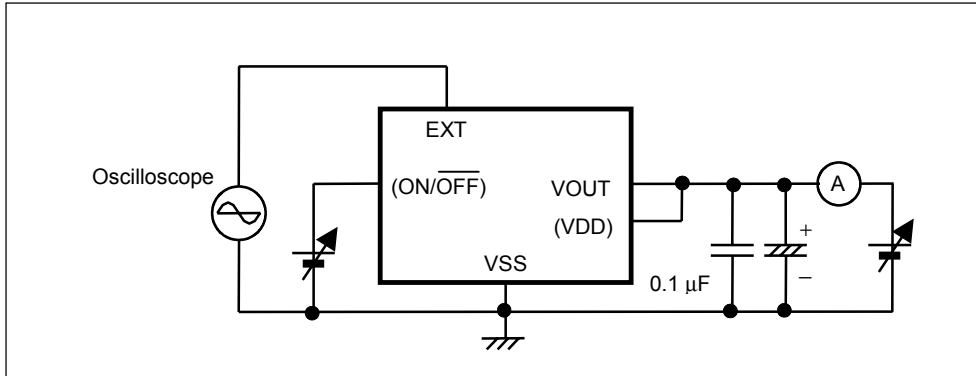 EXT
Oscilloscope
(ON/OFF)
VOUT
(VDD)
A
VSS
0.1 μF
+
−